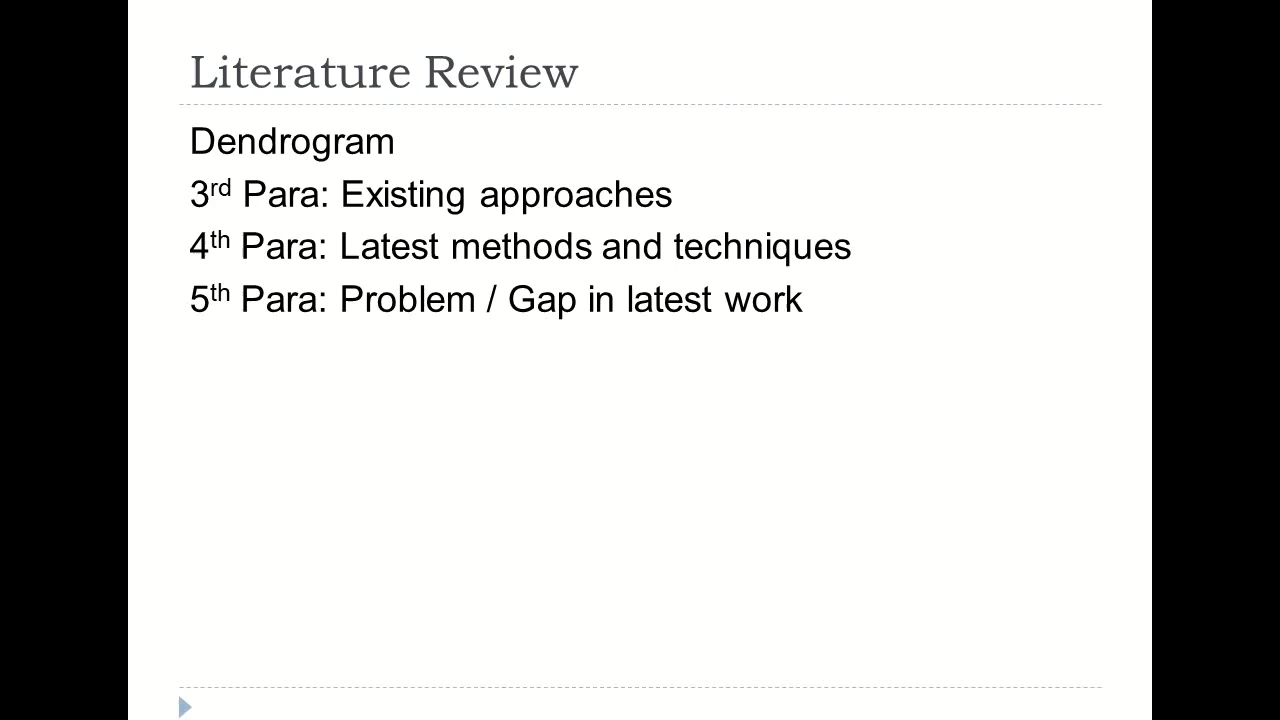 Literature Review
Dendrogram
3rd Para: Existing approaches
4th Para: Latest methods and techniques
5th Para: Problem / Gap in latest work